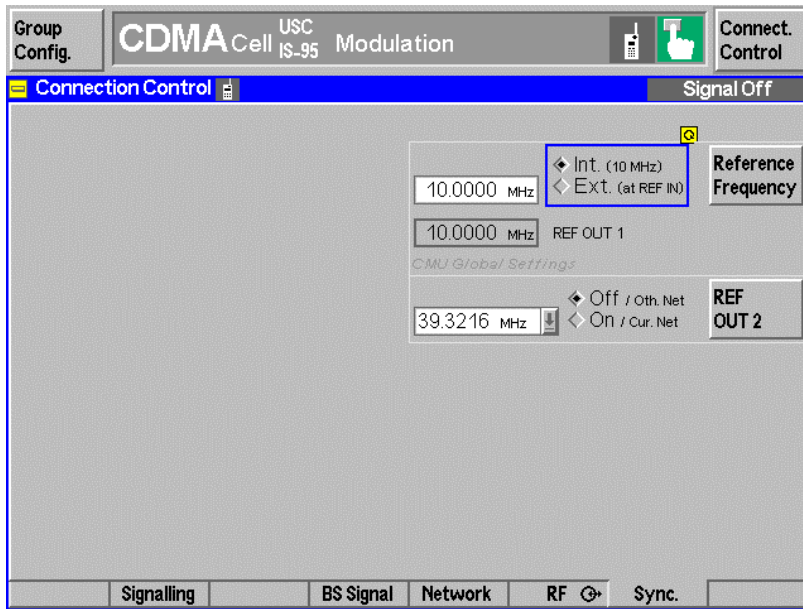 Group Config.
CDMA Cell USC IS-95 Modulation
Connect. Control
Connection Control
Signal Off
10.0000 MHz
Int. (10 MHz)
Ext. (at REF IN)
Reference Frequency
10.0000 MHz REF OUT 1
CMU Global Settings
39.3216 MHz
Off / Oth. Net
On / Cur. Net
REF OUT 2
Signalling BS Signal Network RF Sync.